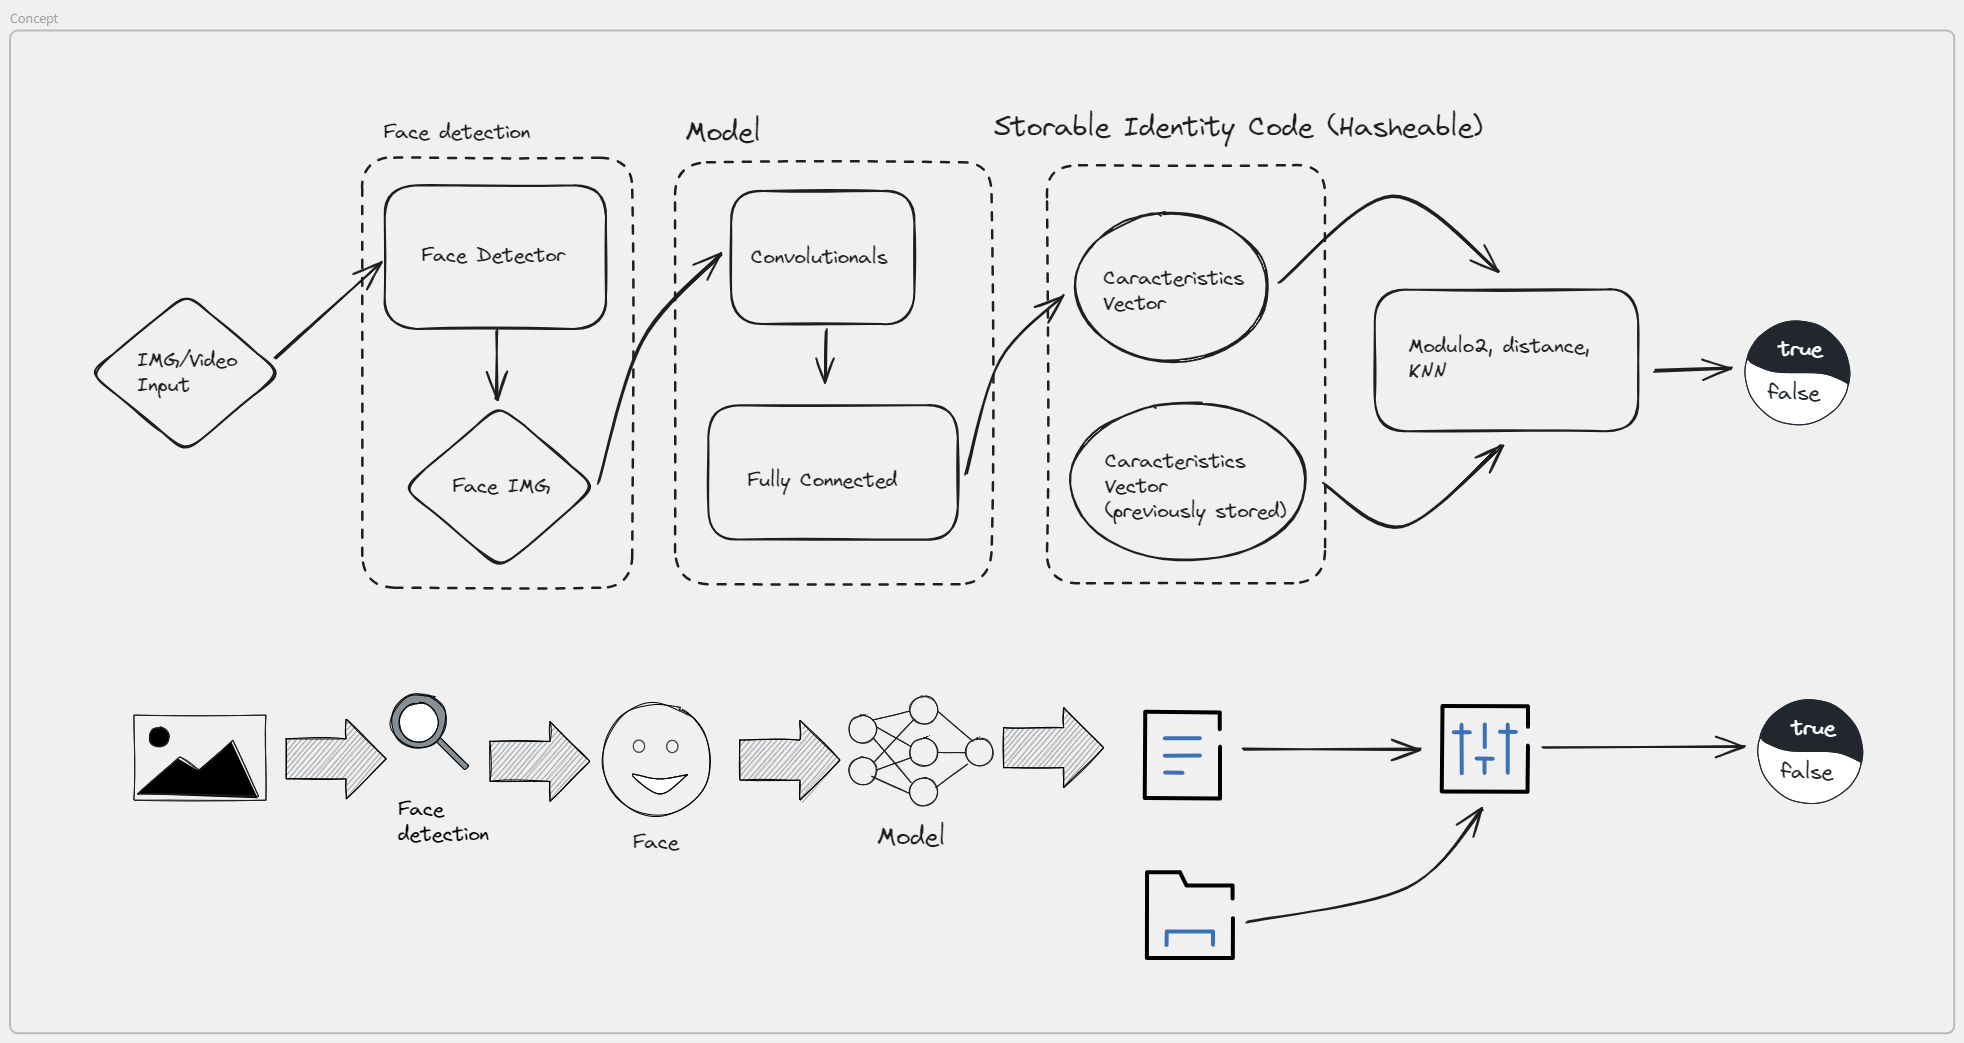 Concept
Face detection
Model
Storable Identity Code (Hasheable)
Face Detector
Convolutionals
Caracteristics
Vector
IMG/Video
Input
Modulo2, distance,
KNN
true
false
Face IMG
Fully Connected
Caracteristics
Vector
(previously stored)
Face
detection
Face
Model
true
false